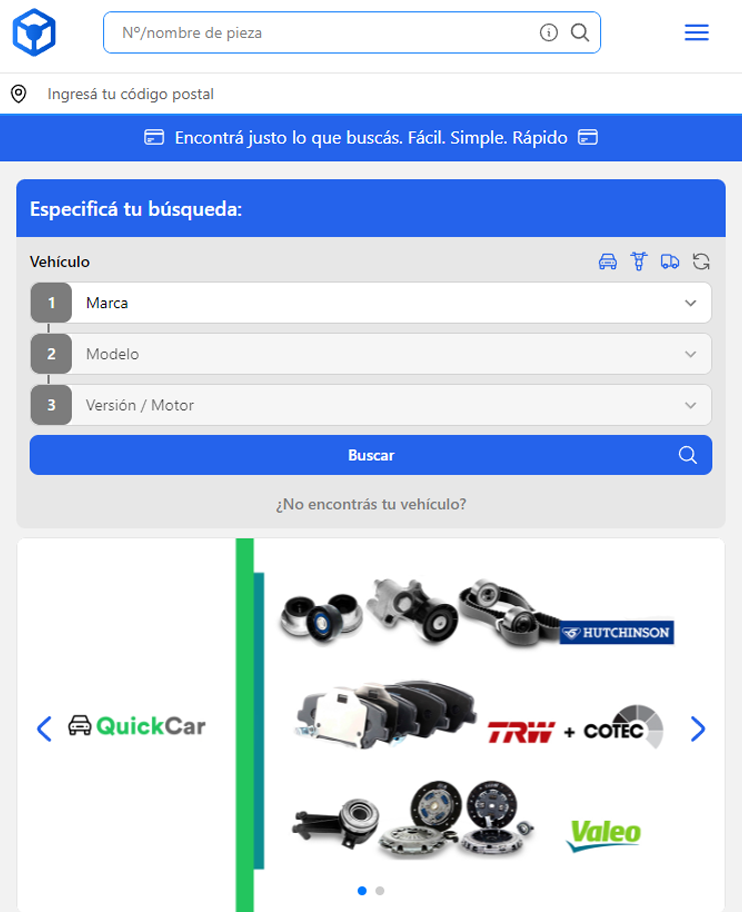 Nº/nombre de pieza
Ingresá tu código postal
Encontrá justo lo que buscás. Fácil. Simple. Rápido
Especificá tu búsqueda:
Vehículo
1 Marca
2 Modelo
3 Versión / Motor
Buscar
¿No encontrás tu vehículo?
HUTCHINSON
QuickCar
TRW + COTEC
Valeo